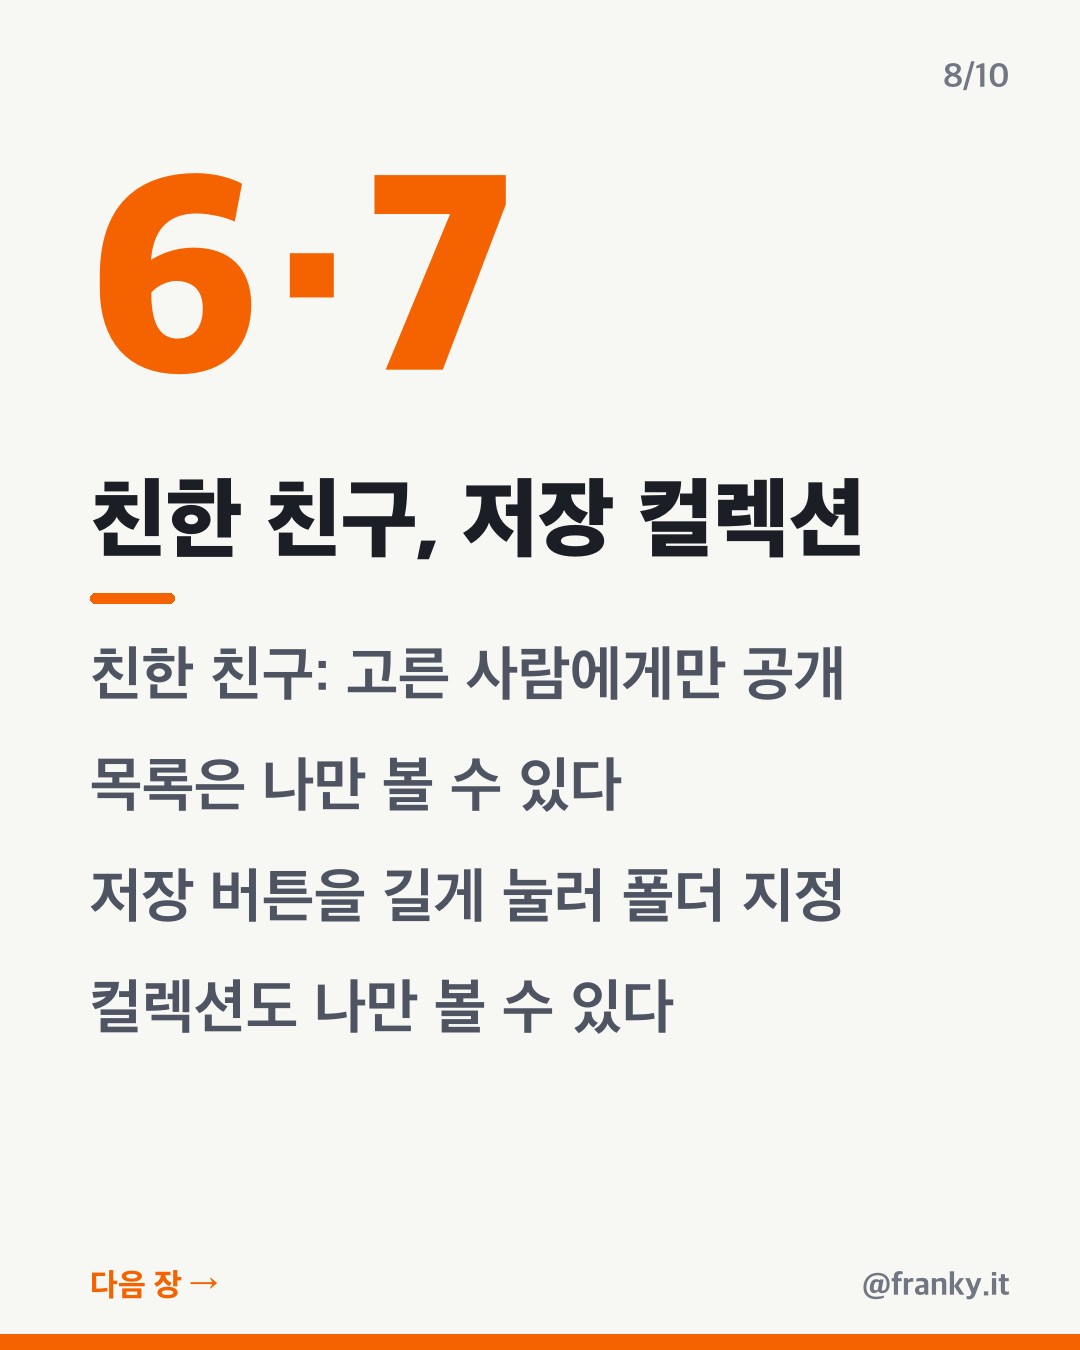 8/10
6·7
친한 친구, 저장 컬렉션
친한 친구: 고른 사람에게만 공개
목록은 나만 볼 수 있다
저장 버튼을 길게 눌러 폴더 지정
컬렉션도 나만 볼 수 있다
다음 장 →
@franky.it